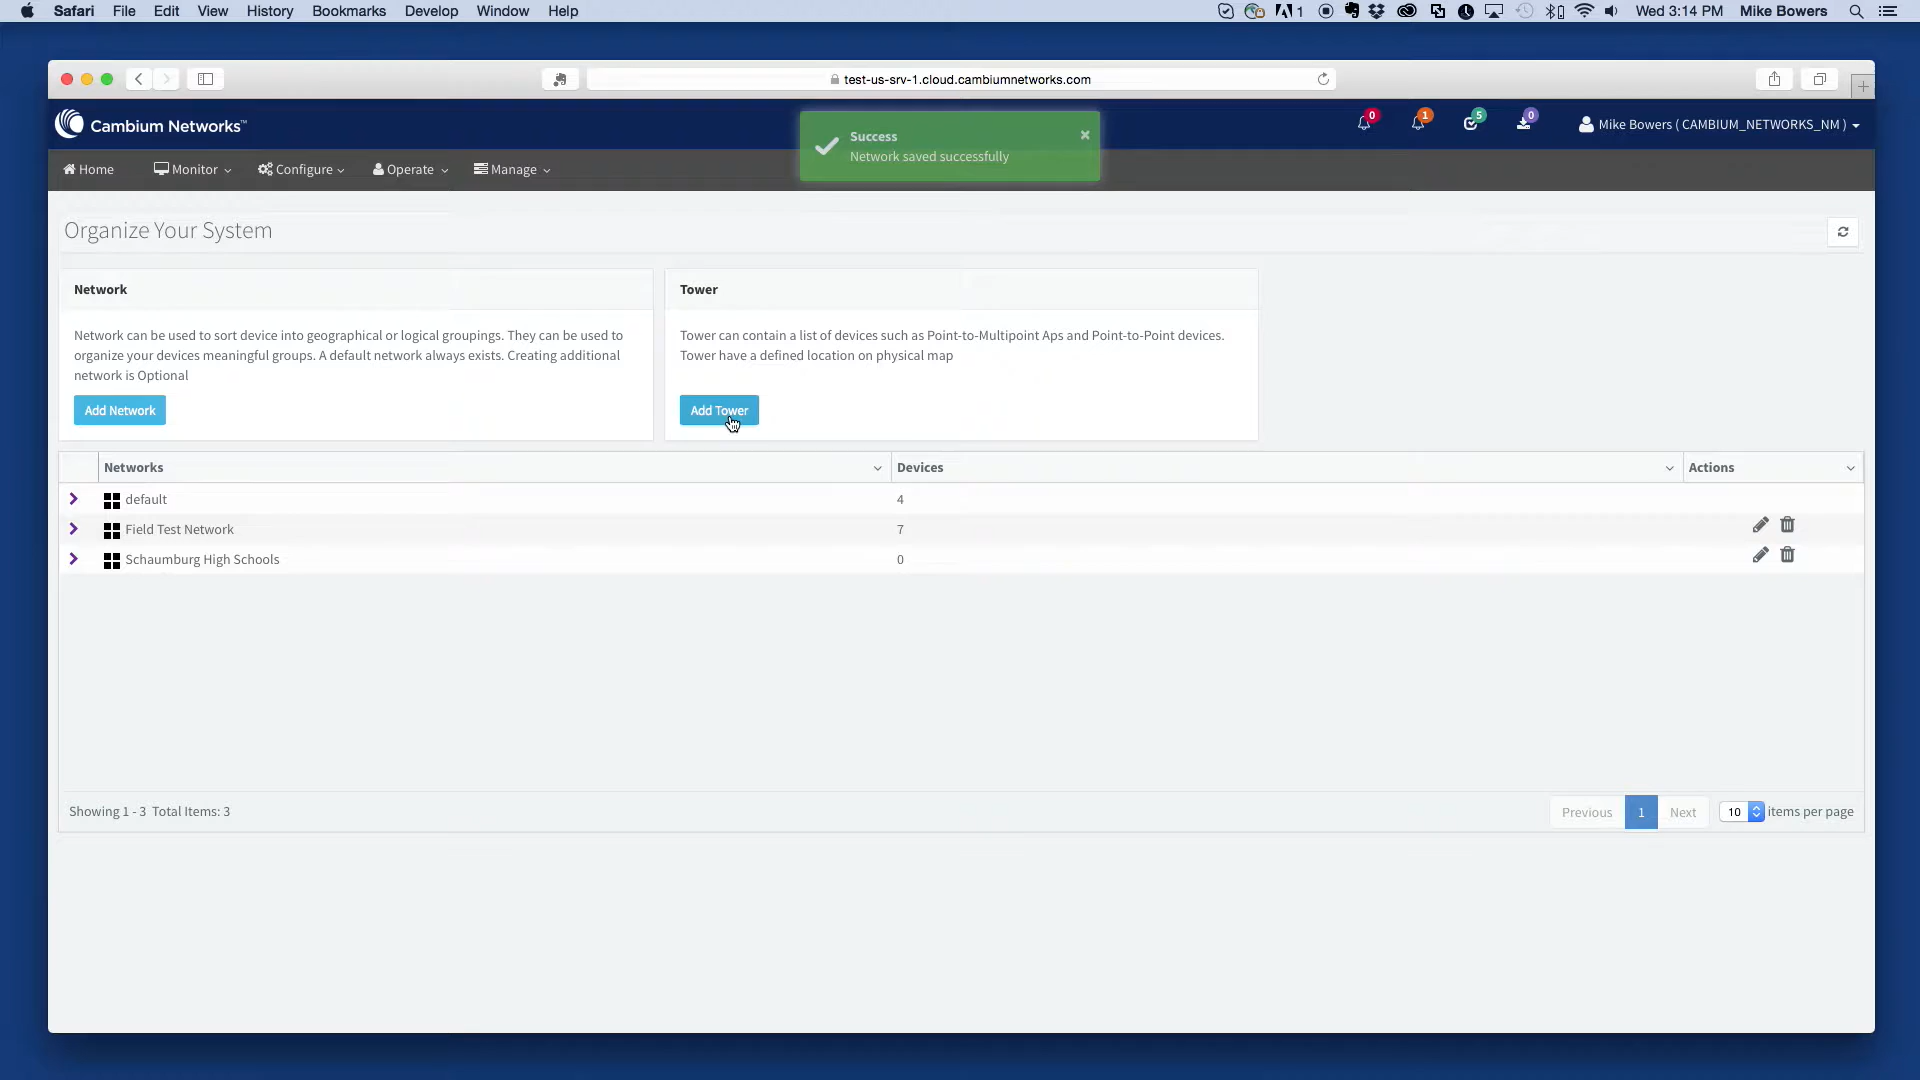 Safari File Edit View History Bookmarks Develop Window Help 1 Wed 3:14 PM Mike Bowers
test-us-srv-1.cloud.cambiumnetworks.com
Cambium Networks™
Success
Network saved successfully
0 1 5 0 Mike Bowers ( CAMBIUM_NETWORKS_NM )
Home Monitor Configure Operate Manage
Organize Your System
Network
Network can be used to sort device into geographical or logical groupings. They can be used to
organize your devices meaningful groups. A default network always exists. Creating additional
network is Optional
Add Network
Tower
Tower can contain a list of devices such as Point-to-Multipoint Aps and Point-to-Point devices.
Tower have a defined location on physical map
Add Tower
Networks Devices Actions
default 4
Field Test Network 7
Schaumburg High Schools 0
Showing 1 - 3 Total Items: 3 Previous 1 Next 10 items per page